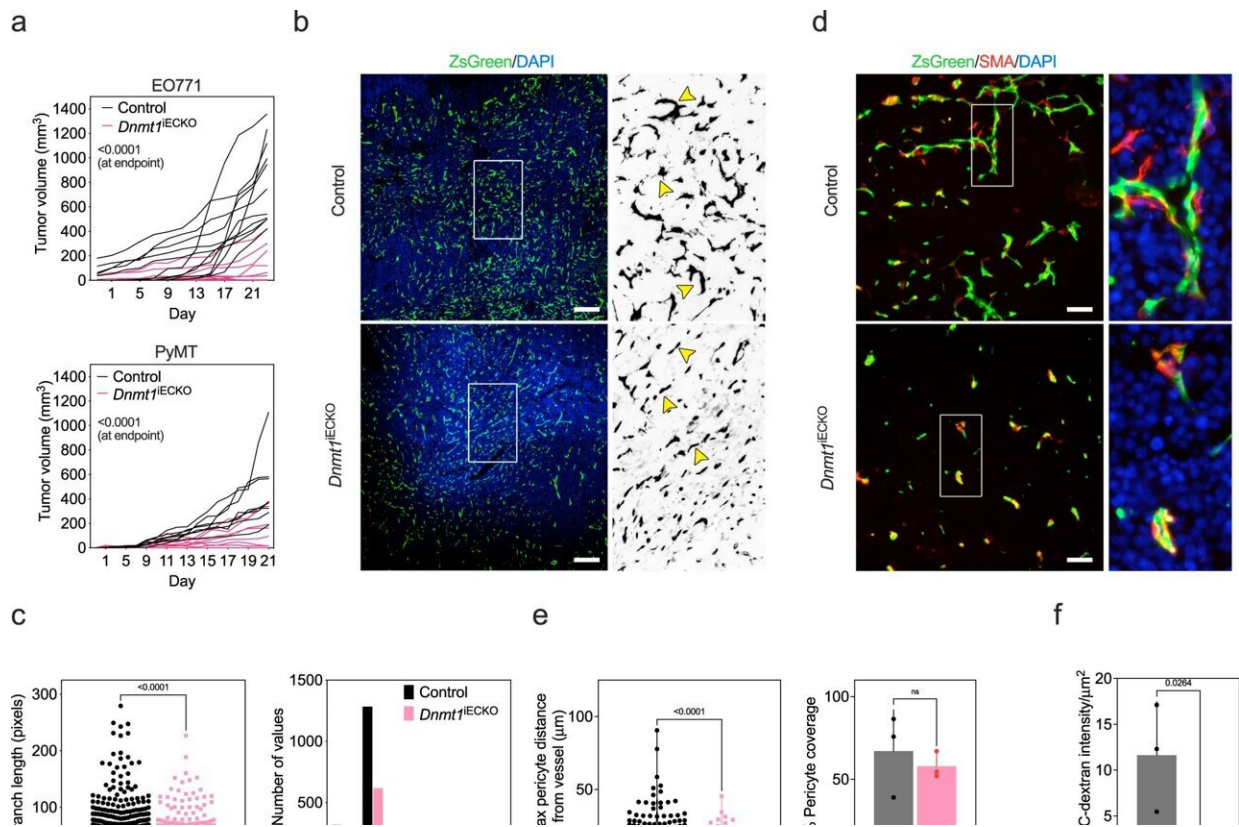 a
EO771
1400
1200
1000
800
600
400
200
0
Control
Dnmt1iECKO
<0.0001
(at endpoint)
Tumor volume (mm3)
1 5 9 13 17 21
Day
PyMT
1400
1200
1000
800
600
400
200
0
Control
Dnmt1iECKO
<0.0001
(at endpoint)
Tumor volume (mm3)
1 5 9 11 13 15 17 19 21
Day
b
ZsGreen/DAPI
Control
Dnmt1iECKO
d
ZsGreen/SMA/DAPI
Control
Dnmt1iECKO
c
300
200
100
<0.0001
anch length (pixels)
1500
1000
500
Number of values
Control
Dnmt1iECKO
e
100
50
<0.0001
ax pericyte distance
from vessel (µm)
100
50
ns
Pericyte coverage
f
20
15
10
5
0.0264
C-dextran intensity/µm2